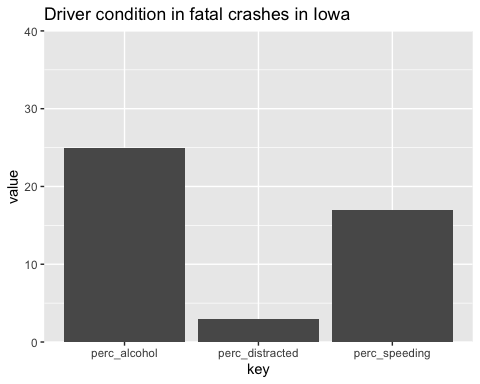 Driver condition in fatal crashes in Iowa
40
30
20
10
0
value
perc_alcohol perc_distracted perc_speeding
key